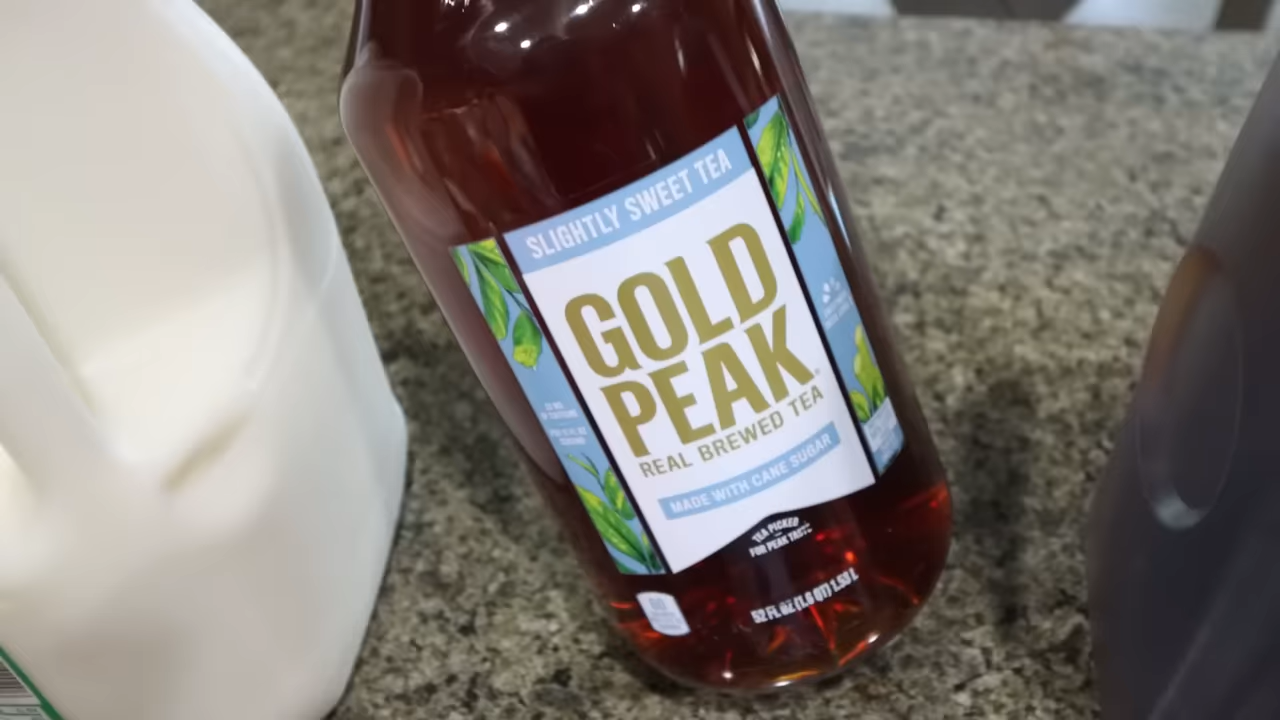 SLIGHTLY SWEET TEA
GOLD
PEAK
REAL BREWED TEA
MADE WITH CANE SUGAR
TEA PICKED
FOR PEAK TASTE
52 FL OZ (1.6 QT) 1.53 L